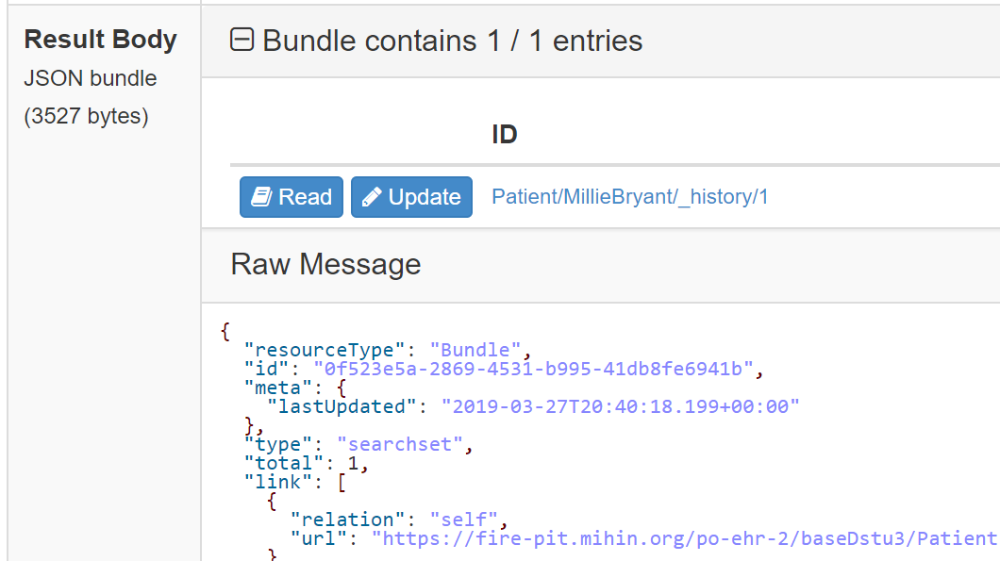 Result Body
JSON bundle
(3527 bytes)
Bundle contains 1 / 1 entries
ID
Read Update Patient/MillieBryant/_history/1
Raw Message
{
"resourceType": "Bundle",
"id": "0f523e5a-2869-4531-b995-41db8fe6941b",
"meta": {
"lastUpdated": "2019-03-27T20:40:18.199+00:00"
},
"type": "searchset",
"total": 1,
"link": [
{
"relation": "self",
"url": "https://fire-pit.mihin.org/po-ehr-2/baseDstu3/Patient
}